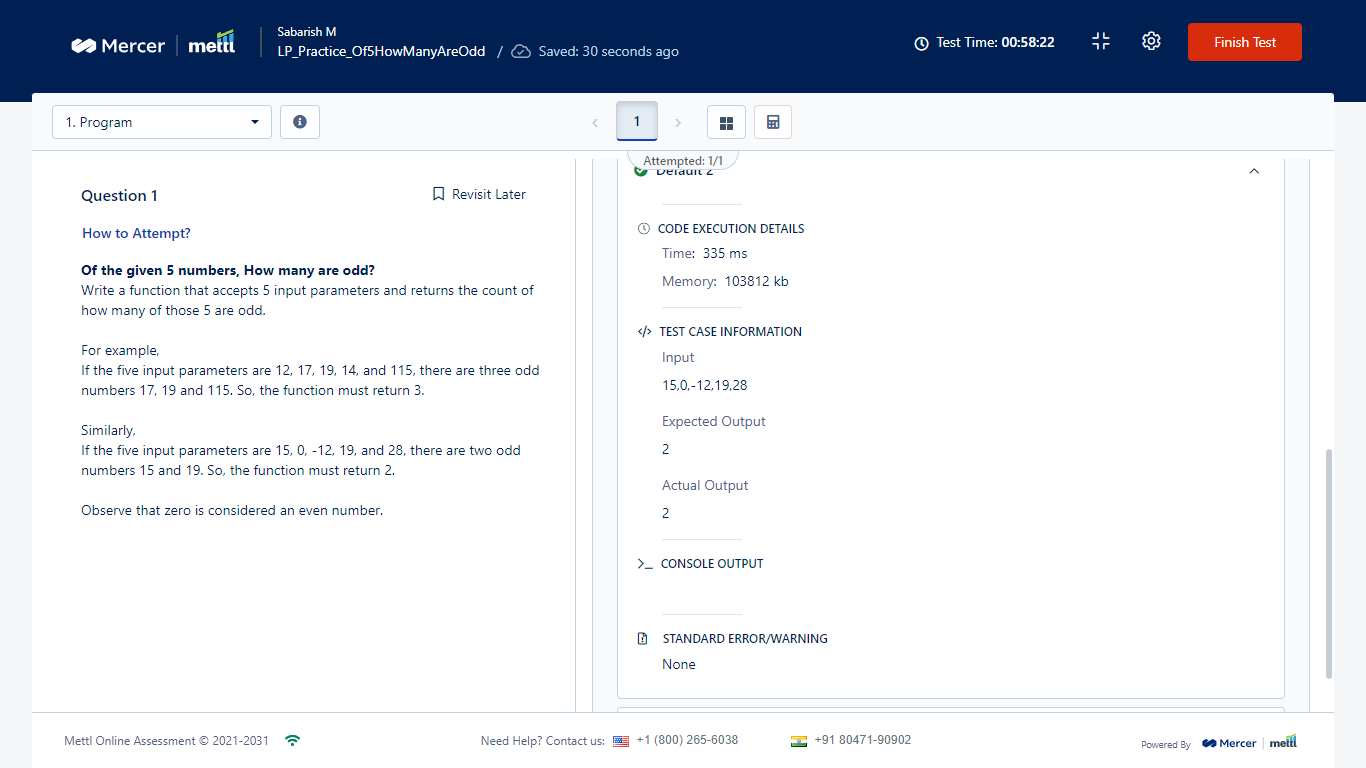 Mercer mettl
Sabarish M
LP_Practice_Of5HowManyAreOdd / Saved: 30 seconds ago
Test Time: 00:58:22
Finish Test
1. Program
1
Attempted: 1/1
Question 1
Revisit Later
How to Attempt?
Of the given 5 numbers, How many are odd?
Write a function that accepts 5 input parameters and returns the count of
how many of those 5 are odd.
For example,
If the five input parameters are 12, 17, 19, 14, and 115, there are three odd
numbers 17, 19 and 115. So, the function must return 3.
Similarly,
If the five input parameters are 15, 0, -12, 19, and 28, there are two odd
numbers 15 and 19. So, the function must return 2.
Observe that zero is considered an even number.
Default 2
CODE EXECUTION DETAILS
Time: 335 ms
Memory: 103812 kb
TEST CASE INFORMATION
Input
15,0,-12,19,28
Expected Output
2
Actual Output
2
CONSOLE OUTPUT
STANDARD ERROR/WARNING
None
Mettl Online Assessment © 2021-2031
Need Help? Contact us: +1 (800) 265-6038
+91 80471-90902
Powered By Mercer mettl